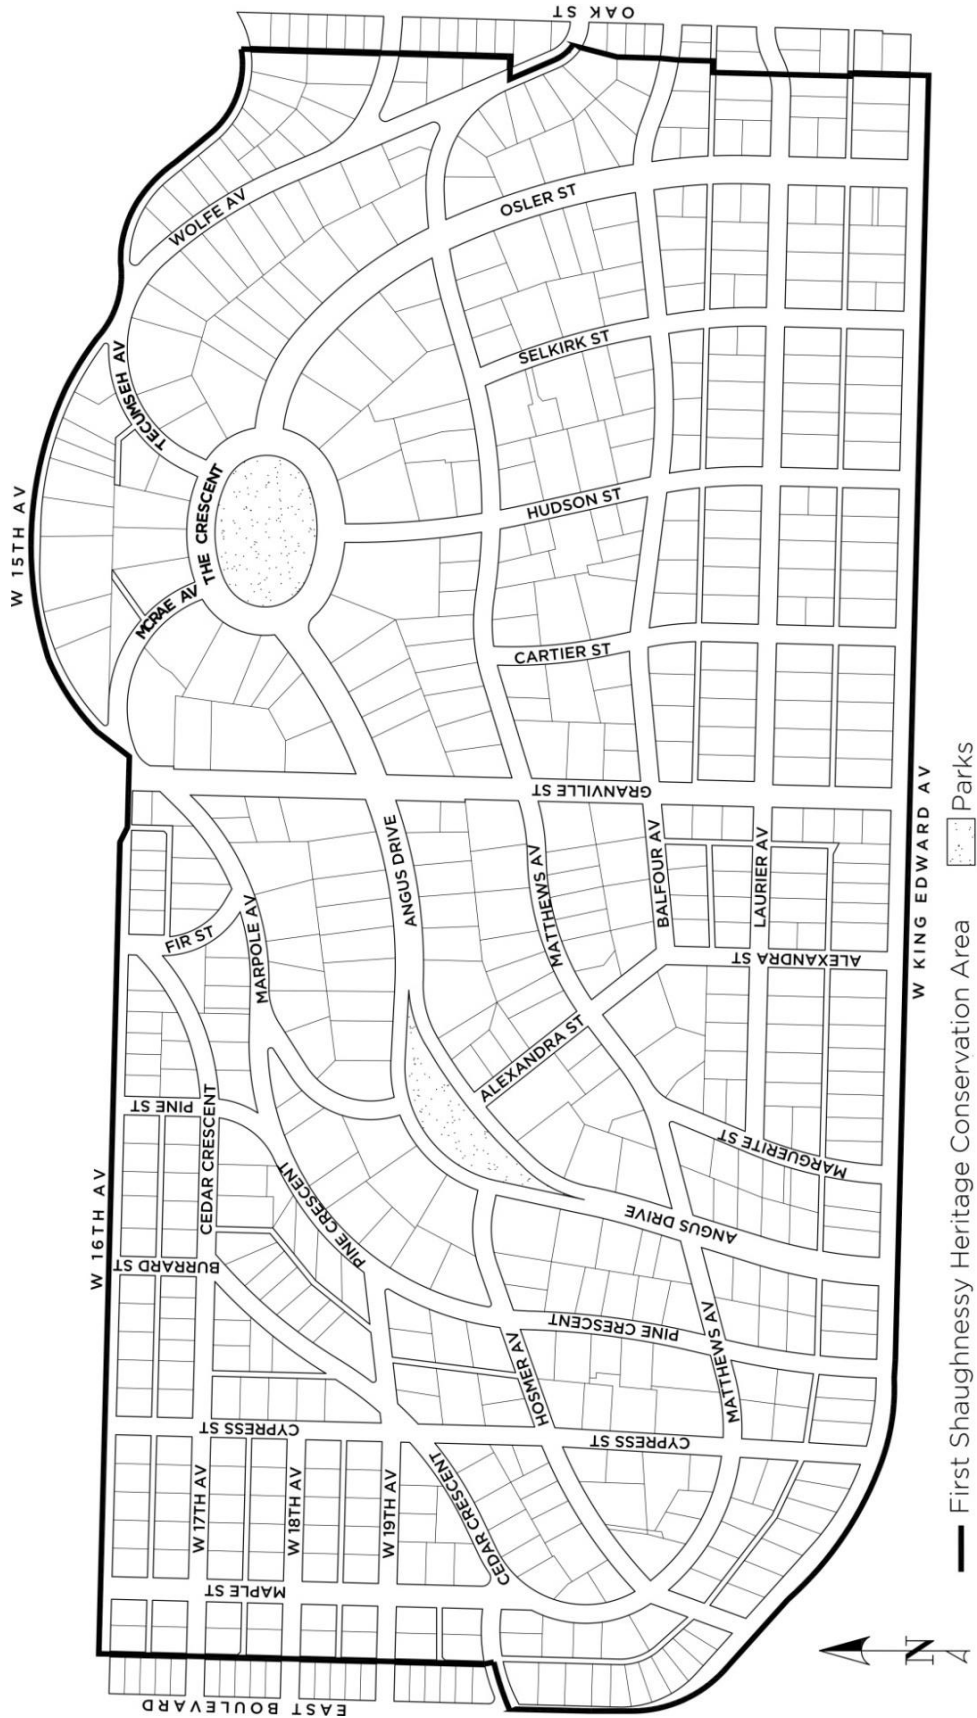 W 15TH AV
OAK ST
WOLFE AV
TECUMSEH AV
THE CRESCENT
MCRAE AV
OSLER ST
SELKIRK ST
HUDSON ST
CARTIER ST
GRANVILLE ST
W 16TH AV
FIR ST
MARPOLE AV
ANGUS DRIVE
MATTHEWS AV
BALFOUR AV
LAURIER AV
ALEXANDRA ST
ALEXANDRA ST
PINE ST
CEDAR CRESCENT
PINE CRESCENT
MARGUERITE ST
ANGUS DRIVE
BURRARD ST
PINE CRESCENT
HOSMER AV
MATTHEWS AV
CYPRESS ST
CYPRESS ST
CEDAR CRESCENT
W 17TH AV
W 18TH AV
W 19TH AV
MAPLE ST
EAST BOULEVARD
W KING EDWARD AV
N
First Shaughnessy Heritage Conservation Area
Parks